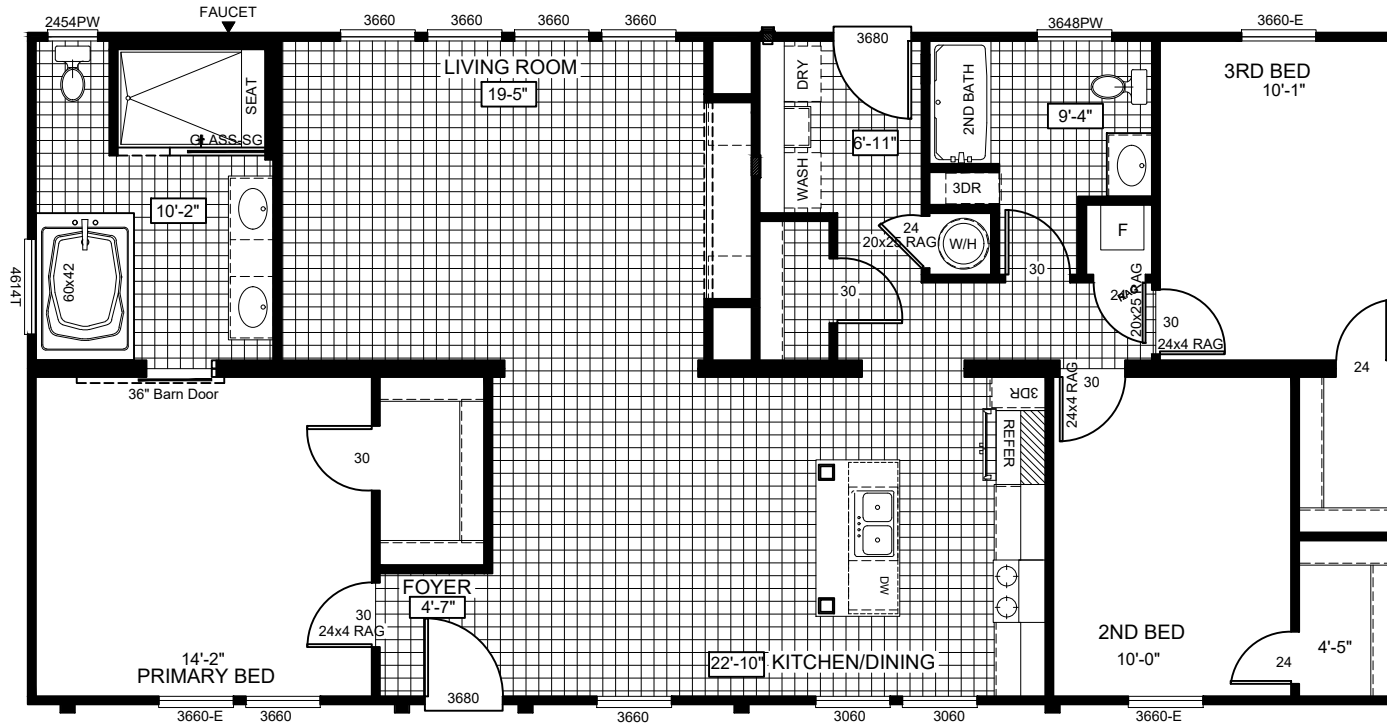 FAUCET
2454PW
3660
3660
3660
3660
3680
3648PW
3660-E
LIVING ROOM
19-5"
SEAT
GLASS SG
DRY
WASH
6'-11"
2ND BATH
9'-4"
3RD BED
10'-1"
10'-2"
3DR
24
20x25 RAG
W/H
F
30
30
24"
RAG
20x25 RAG
30
24x4 RAG
4614T
60x42
36" Barn Door
30
24x4 RAG
24
3DR
REFER
30
DW
FOYER
4'-7"
30
24x4 RAG
14'-2"
PRIMARY BED
3680
22'-10"
KITCHEN/DINING
2ND BED
10'-0"
24
4'-5"
3660-E
3660
3660
3060
3060
3660-E